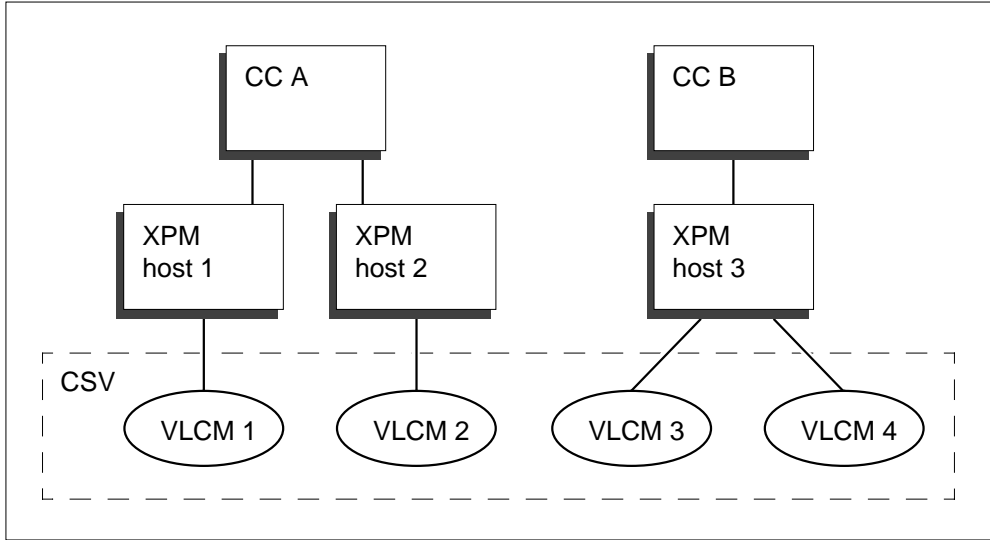 CC A
CC B
XPM
host 1
XPM
host 2
XPM
host 3
CSV
VLCM 1
VLCM 2
VLCM 3
VLCM 4